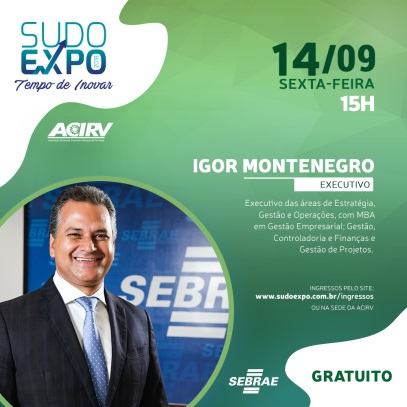 SUDO
EXPO
Tempo de Inovar
ACIRV
14/09
SEXTA-FEIRA
15H
IGOR MONTENEGRO
EXECUTIVO
Executivo das áreas de Estratégia,
Gestão e Operações, com MBA
em Gestão Empresarial; Gestão,
Controladoria e Finanças e
Gestão de Projetos.
INGRESSOS PELO SITE:
www.sudoexpo.com.br/ingressos
OU NA SEDE DA ACIRV
SEBRAE
SEBRAE
GRATUITO